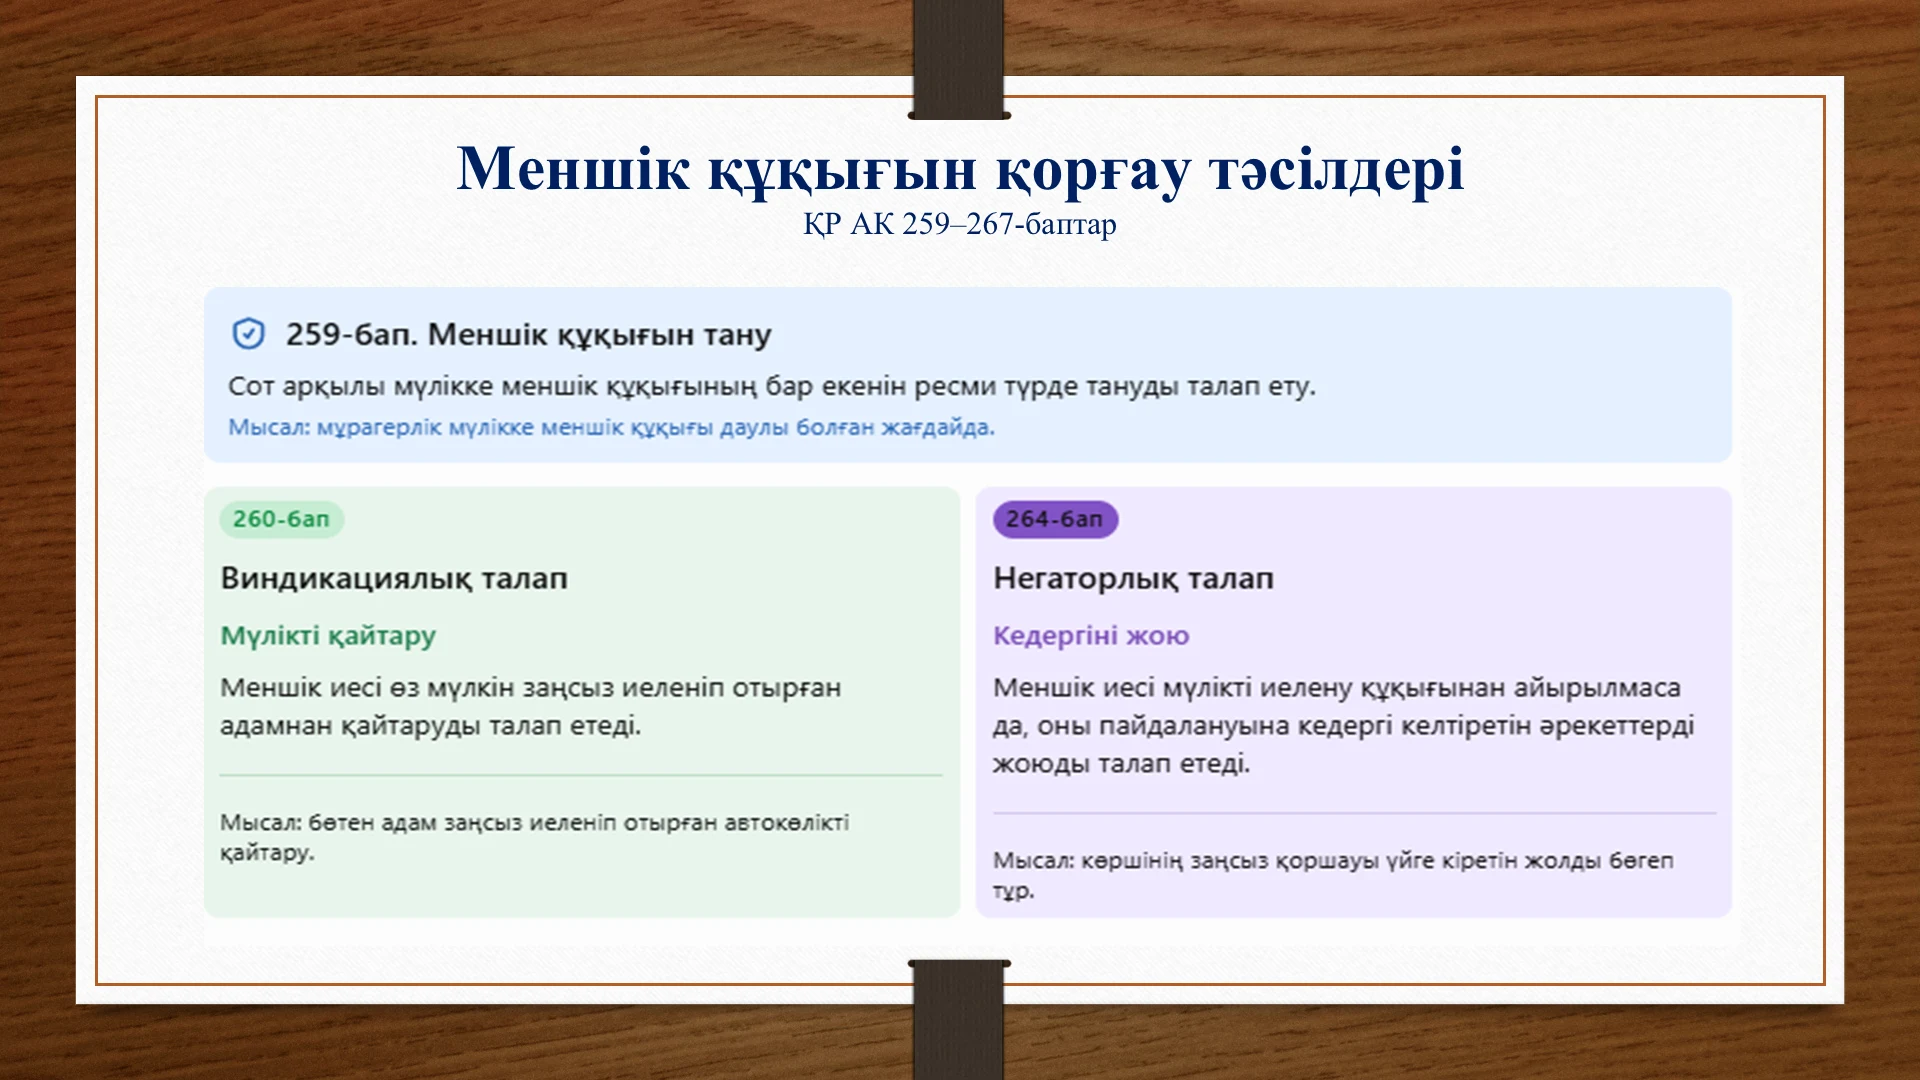 Меншік құқығын қорғау тәсілдері
ҚР АК 259–267-баптар
259-бап. Меншік құқығын тану
Сот арқылы мүлікке меншік құқығының бар екенін ресми түрде тануды талап ету.
Мысал: мұрагерлік мүлікке меншік құқығы даулы болған жағдайда.
260-бап
Виндикациялық талап
Мүлікті қайтару
Меншік иесі өз мүлкін заңсыз иеленіп отырған
адамнан қайтаруды талап етеді.
Мысал: бөтен адам заңсыз иеленіп отырған автокөлікті
қайтару.
264-бап
Негаторлық талап
Кедергіні жою
Меншік иесі мүлікті иелену құқығынан айырылмаса
да, оны пайдалануына кедергі келтіретін әрекеттерді
жоюды талап етеді.
Мысал: көршінің заңсыз қоршауы үйге кіретін жолды бөгеп
тұр.